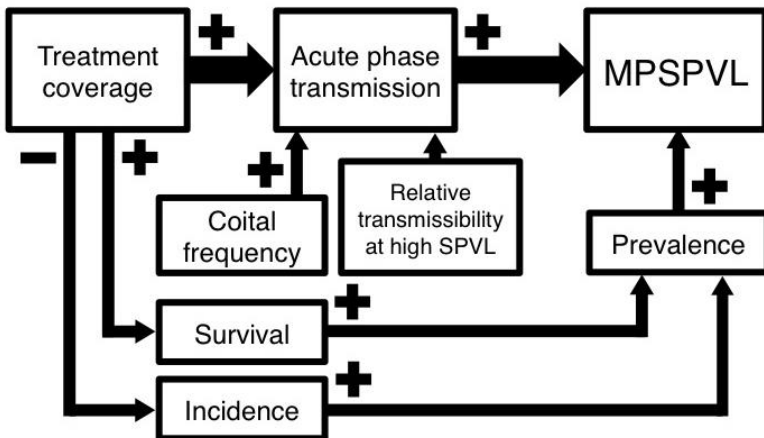 Treatment
coverage
+
Acute phase
transmission
+
MPSPVL
−
+
+
Coital
frequency
Relative
transmissibility
at high SPVL
+
Prevalence
Survival
+
Incidence
+